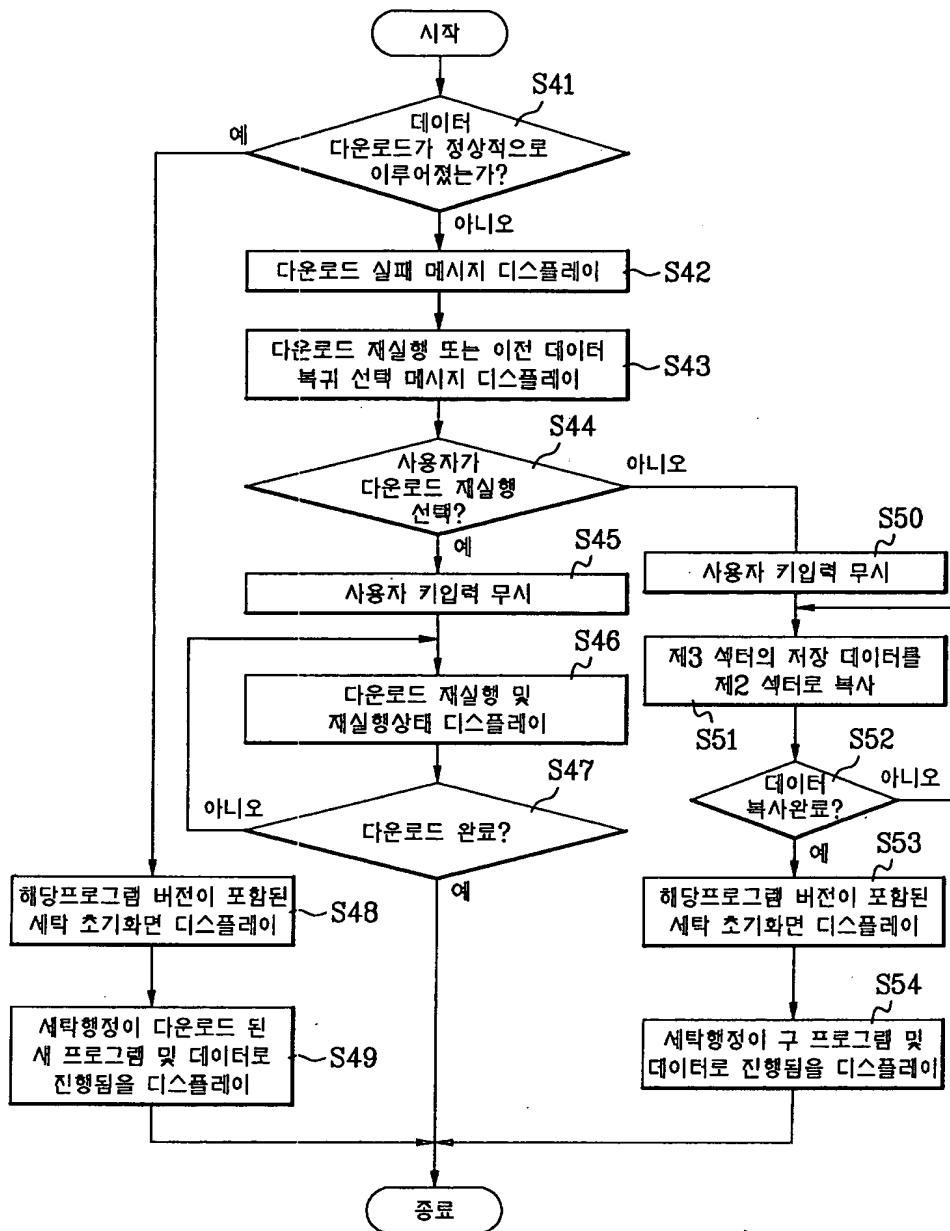 시작
S41
데이터
다운로드가 정상적으로
이루어졌는가?
예
아니오
다운로드 실패 메시지 디스플레이
S42
다운로드 재실행 또는 이전 데이터
복귀 선택 메시지 디스플레이
S43
S44
사용자가
다운로드 재실행
선택?
아니오
예
S45
사용자 키입력 무시
S50
사용자 키입력 무시
S46
다운로드 재실행 및
재실행상태 디스플레이
제3 섹터의 저장 데이터를
제2 섹터로 복사
S51
S47
다운로드 완료?
아니오
예
S52
데이터
복사완료?
아니오
예
해당프로그램 버전이 포함된
세탁 초기화면 디스플레이
S48
S53
해당프로그램 버전이 포함된
세탁 초기화면 디스플레이
세탁행정이 다운로드 된
새 프로그램 및 데이터로
진행됨을 디스플레이
S49
S54
세탁행정이 구 프로그램 및
데이터로 진행됨을 디스플레이
종료